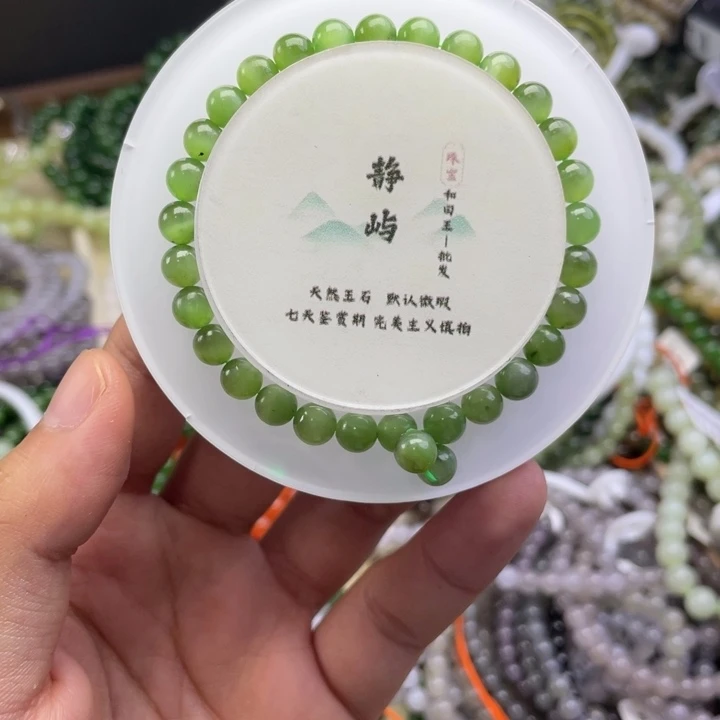 静屿
珠宝
和田玉—批发
天然玉石 默认微瑕
七天鉴赏期 完美主义慎拍